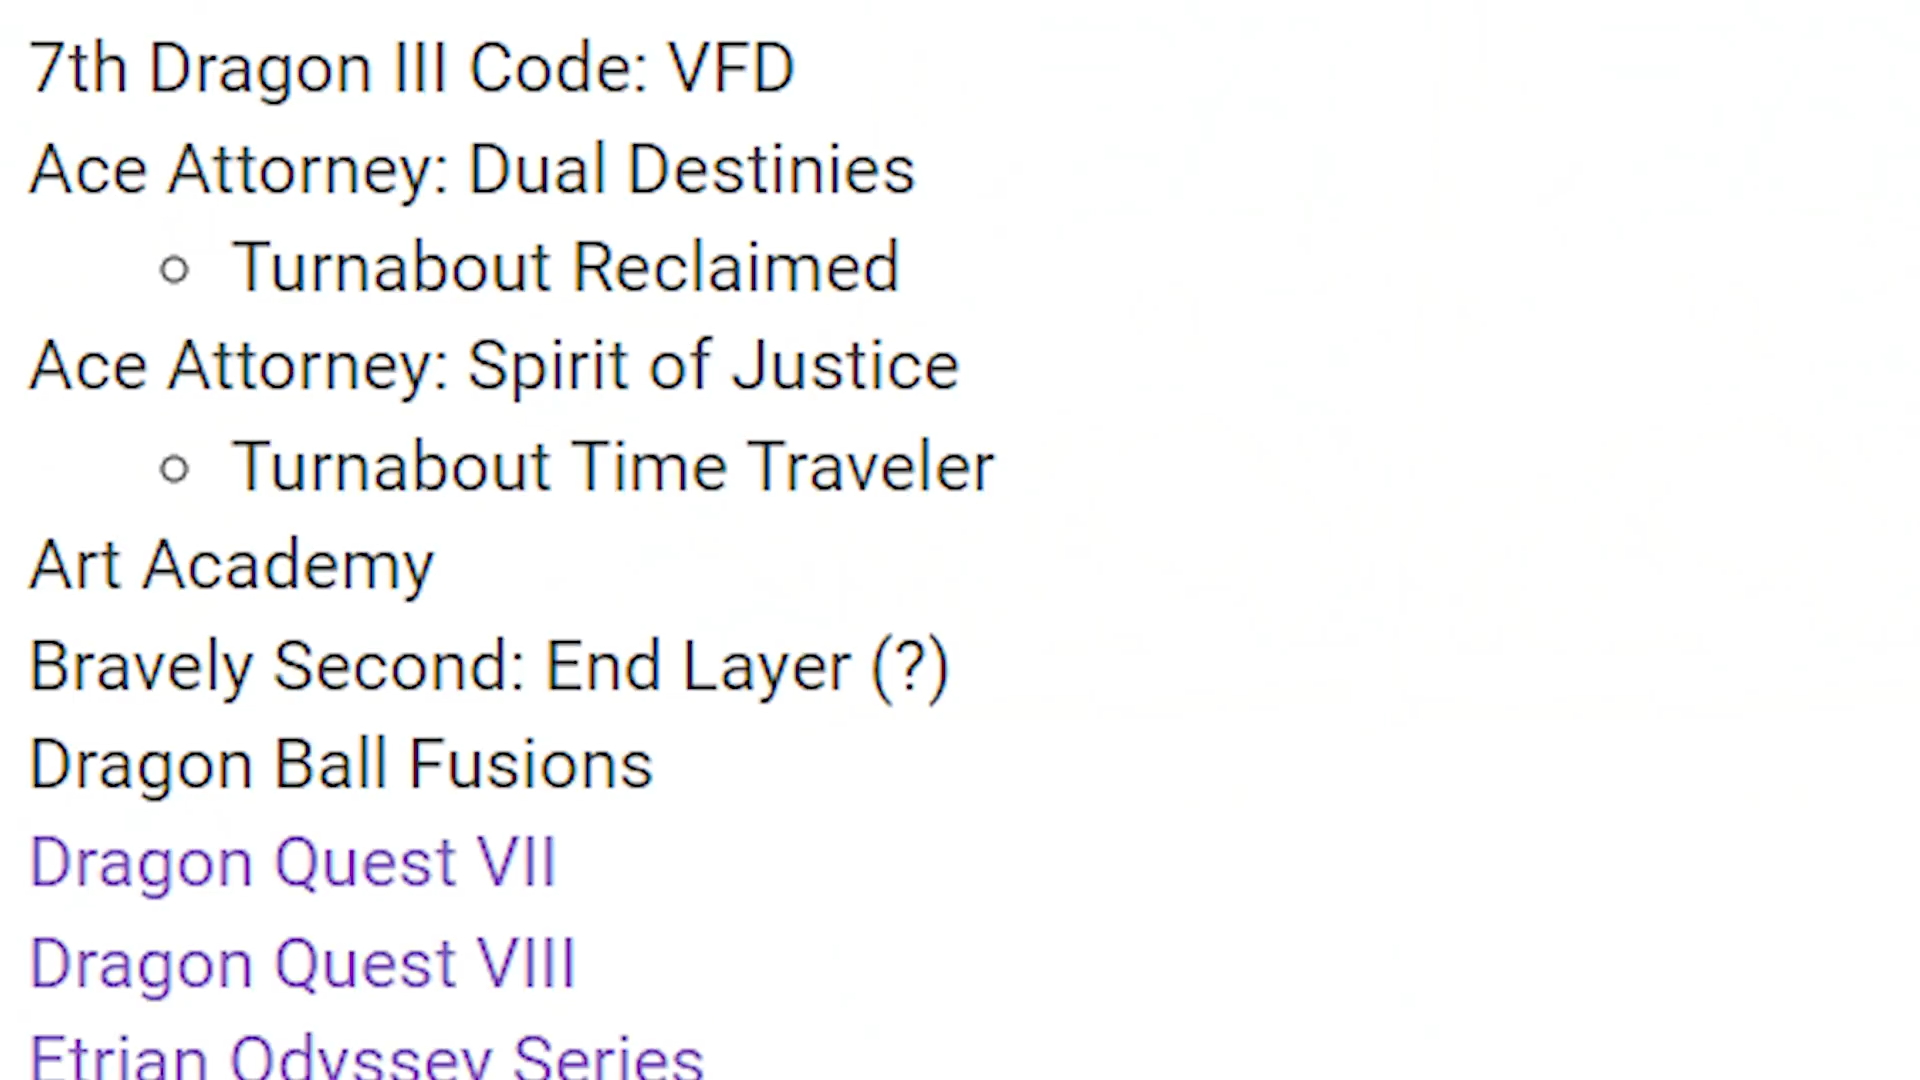 7th Dragon III Code: VFD
Ace Attorney: Dual Destinies
Turnabout Reclaimed
Ace Attorney: Spirit of Justice
Turnabout Time Traveler
Art Academy
Bravely Second: End Layer (?)
Dragon Ball Fusions
Dragon Quest VII
Dragon Quest VIII
Etrian Odyssey Series